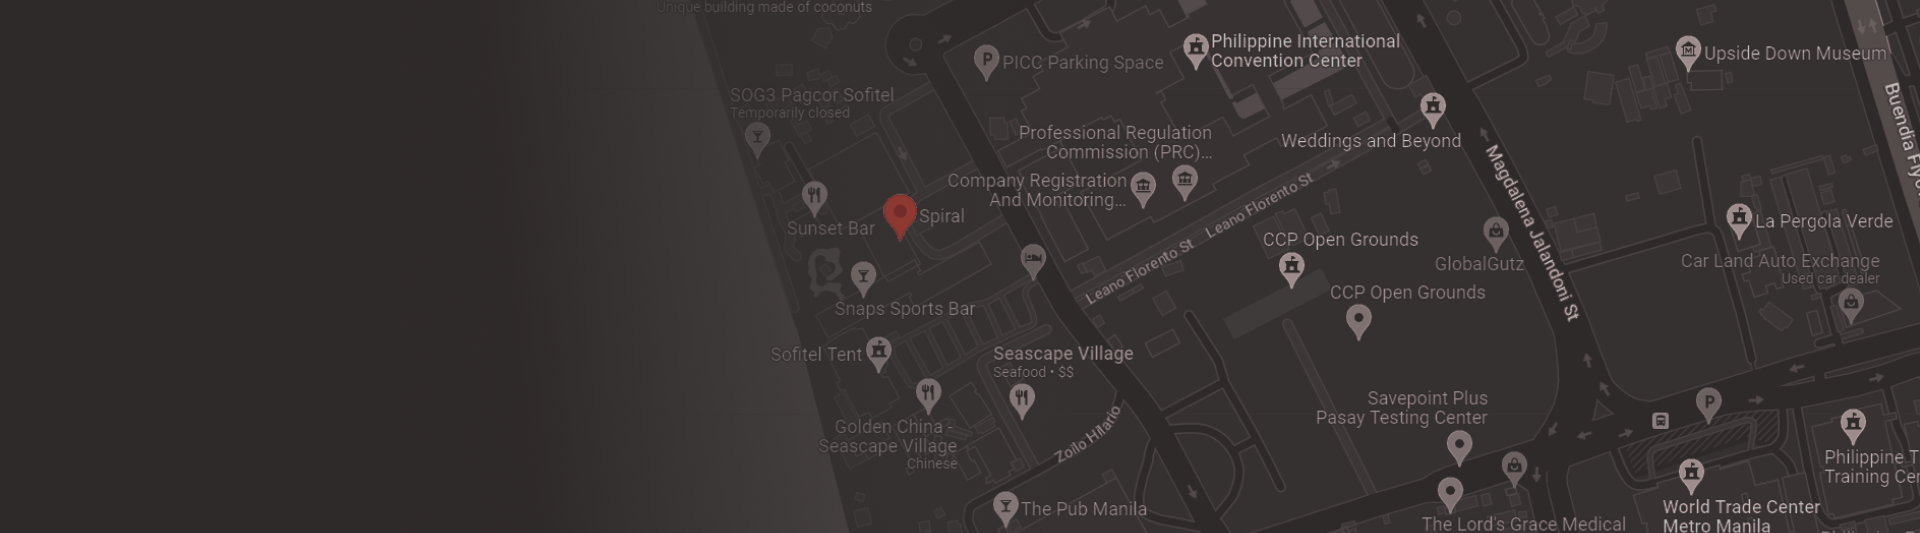 Unique building made of coconuts
Philippine International
Convention Center
PICC Parking Space
Upside Down Museum
SOG3 Pagcor Sofitel
Temporarily closed
Professional Regulation
Commission (PRC)...
Weddings and Beyond
Company Registration
And Monitoring...
Spiral
Sunset Bar
Leano Florento St
Leano Florento St
Magdalena Jalandoni St
La Pergola Verde
CCP Open Grounds
GlobalGutz
Car Land Auto Exchange
Used car dealer
CCP Open Grounds
Snaps Sports Bar
Sofitel Tent
Seascape Village
Seafood • $$
Savepoint Plus
Pasay Testing Center
Golden China -
Seascape Village
Chinese
Zoilo Hilario
The Pub Manila
Philippine T
Training Cen
World Trade Center
Metro Manila
The Lord's Grace Medical
Buendia Flyo